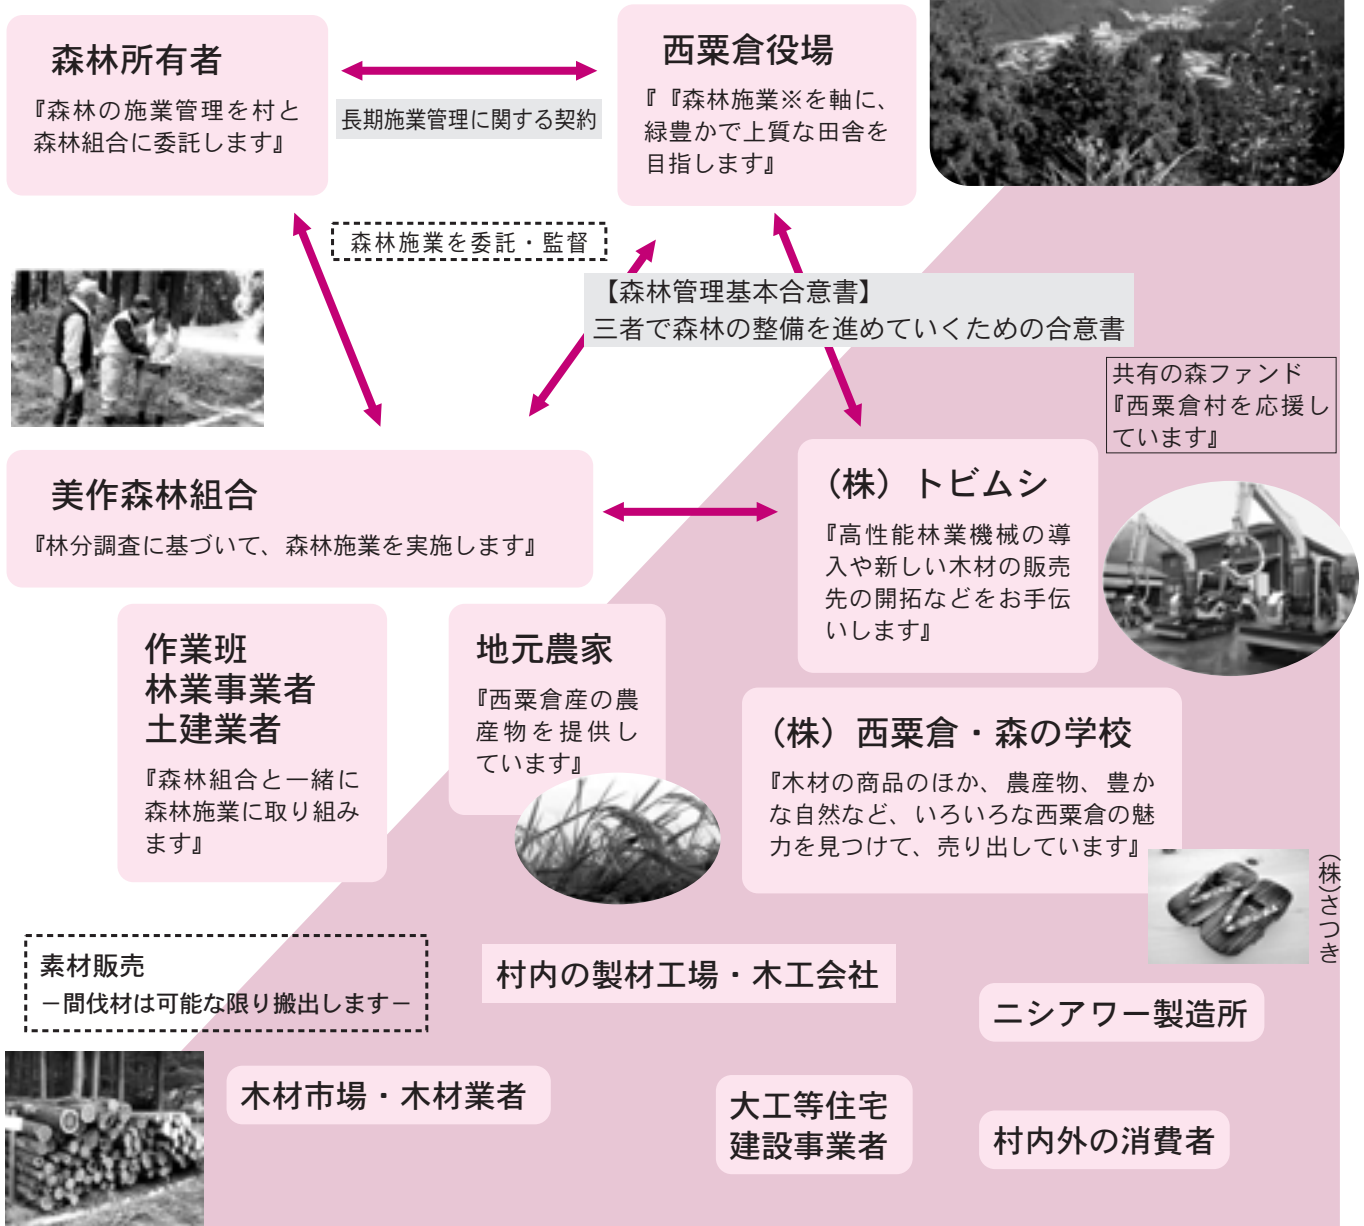 森林所有者
『森林の施業管理を村と
森林組合に委託します』
長期施業管理に関する契約
西粟倉役場
『『森林施業※を軸に、
緑豊かで上質な田舎を
目指します』
森林施業を委託・監督
【森林管理基本合意書】
三者で森林の整備を進めていくための合意書
共有の森ファンド
『西粟倉村を応援し
ています』
美作森林組合
『林分調査に基づいて、森林施業を実施します』
（株）トビムシ
『高性能林業機械の導
入や新しい木材の販売
先の開拓などをお手伝
いします』
作業班
林業事業者
土建業者
『森林組合と一緒に
森林施業に取り組み
ます』
地元農家
『西粟倉産の農
産物を提供し
ています』
（株）西粟倉・森の学校
『木材の商品のほか、農産物、豊か
な自然など、いろいろな西粟倉の魅
力を見つけて、売り出しています』
（株）さつき
素材販売
－間伐材は可能な限り搬出します－
村内の製材工場・木工会社
ニシアワー製造所
木材市場・木材業者
大工等住宅
建設事業者
村内外の消費者